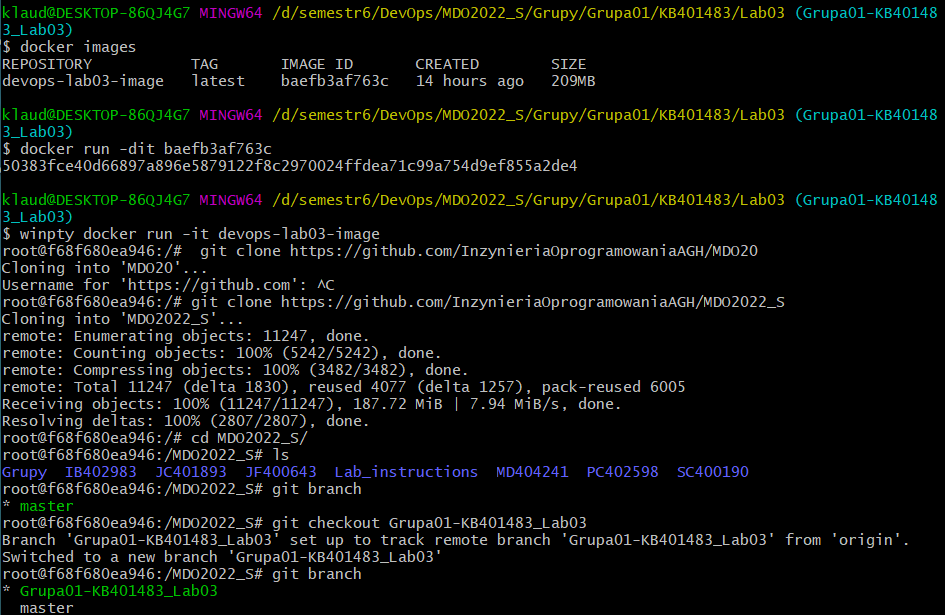 klaud@DESKTOP-86QJ4G7 MINGW64 /d/semestr6/DevOps/MDO2022_S/Grupy/Grupa01/KB401483/Lab03 (Grupa01-KB40148
3_Lab03)
$ docker images
REPOSITORY TAG IMAGE ID CREATED SIZE
devops-lab03-image latest baefb3af763c 14 hours ago 209MB
klaud@DESKTOP-86QJ4G7 MINGW64 /d/semestr6/DevOps/MDO2022_S/Grupy/Grupa01/KB401483/Lab03 (Grupa01-KB40148
3_Lab03)
$ docker run -dit baefb3af763c
50383fce40d66897a896e5879122f8c2970024ffdea71c99a754d9ef855a2de4
klaud@DESKTOP-86QJ4G7 MINGW64 /d/semestr6/DevOps/MDO2022_S/Grupy/Grupa01/KB401483/Lab03 (Grupa01-KB40148
3_Lab03)
$ winpty docker run -it devops-lab03-image
root@f68f680ea946:/#  git clone https://github.com/InzynieriaOprogramowaniaAGH/MDO20
Cloning into 'MDO20'...
Username for 'https://github.com': ^C
root@f68f680ea946:/# git clone https://github.com/InzynieriaOprogramowaniaAGH/MDO2022_S
Cloning into 'MDO2022_S'...
remote: Enumerating objects: 11247, done.
remote: Counting objects: 100% (5242/5242), done.
remote: Compressing objects: 100% (3482/3482), done.
remote: Total 11247 (delta 1830), reused 4077 (delta 1257), pack-reused 6005
Receiving objects: 100% (11247/11247), 187.72 MiB | 7.94 MiB/s, done.
Resolving deltas: 100% (2807/2807), done.
root@f68f680ea946:/# cd MDO2022_S/
root@f68f680ea946:/MDO2022_S# ls
Grupy IB402983 JC401893 JF400643 Lab_instructions MD404241 PC402598 SC400190
root@f68f680ea946:/MDO2022_S# git branch
* master
root@f68f680ea946:/MDO2022_S# git checkout Grupa01-KB401483_Lab03
Branch 'Grupa01-KB401483_Lab03' set up to track remote branch 'Grupa01-KB401483_Lab03' from 'origin'.
Switched to a new branch 'Grupa01-KB401483_Lab03'
root@f68f680ea946:/MDO2022_S# git branch
* Grupa01-KB401483_Lab03
master